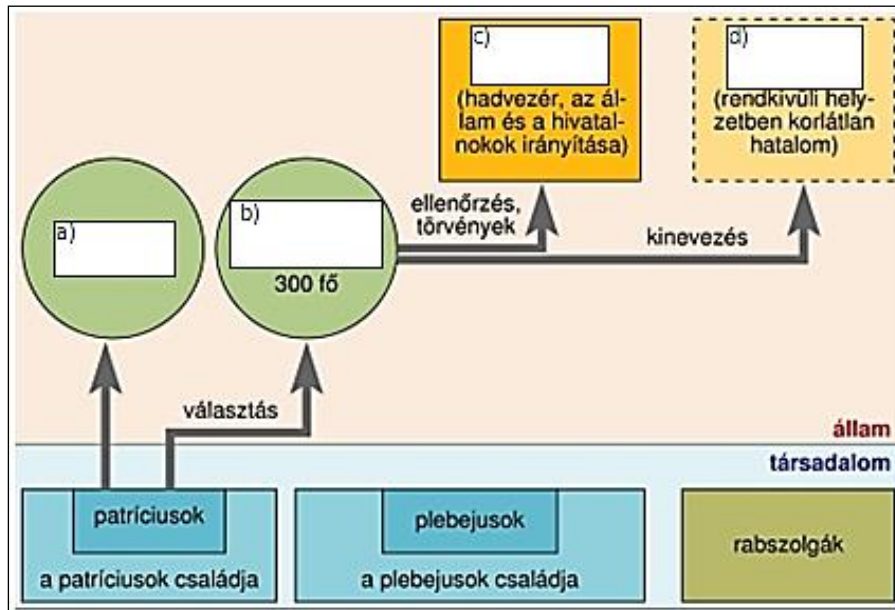 c)
(hadvezér, az ál-
lam és a hivatal-
nokok irányítása)
d)
(rendkívüli hely-
zetben korlátlan
hatalom)
a)
b)
300 fő
ellenőrzés,
törvények
kinevezés
választás
állam
társadalom
patríciusok
a patríciusok családja
plebejusok
a plebejusok családja
rabszolgák